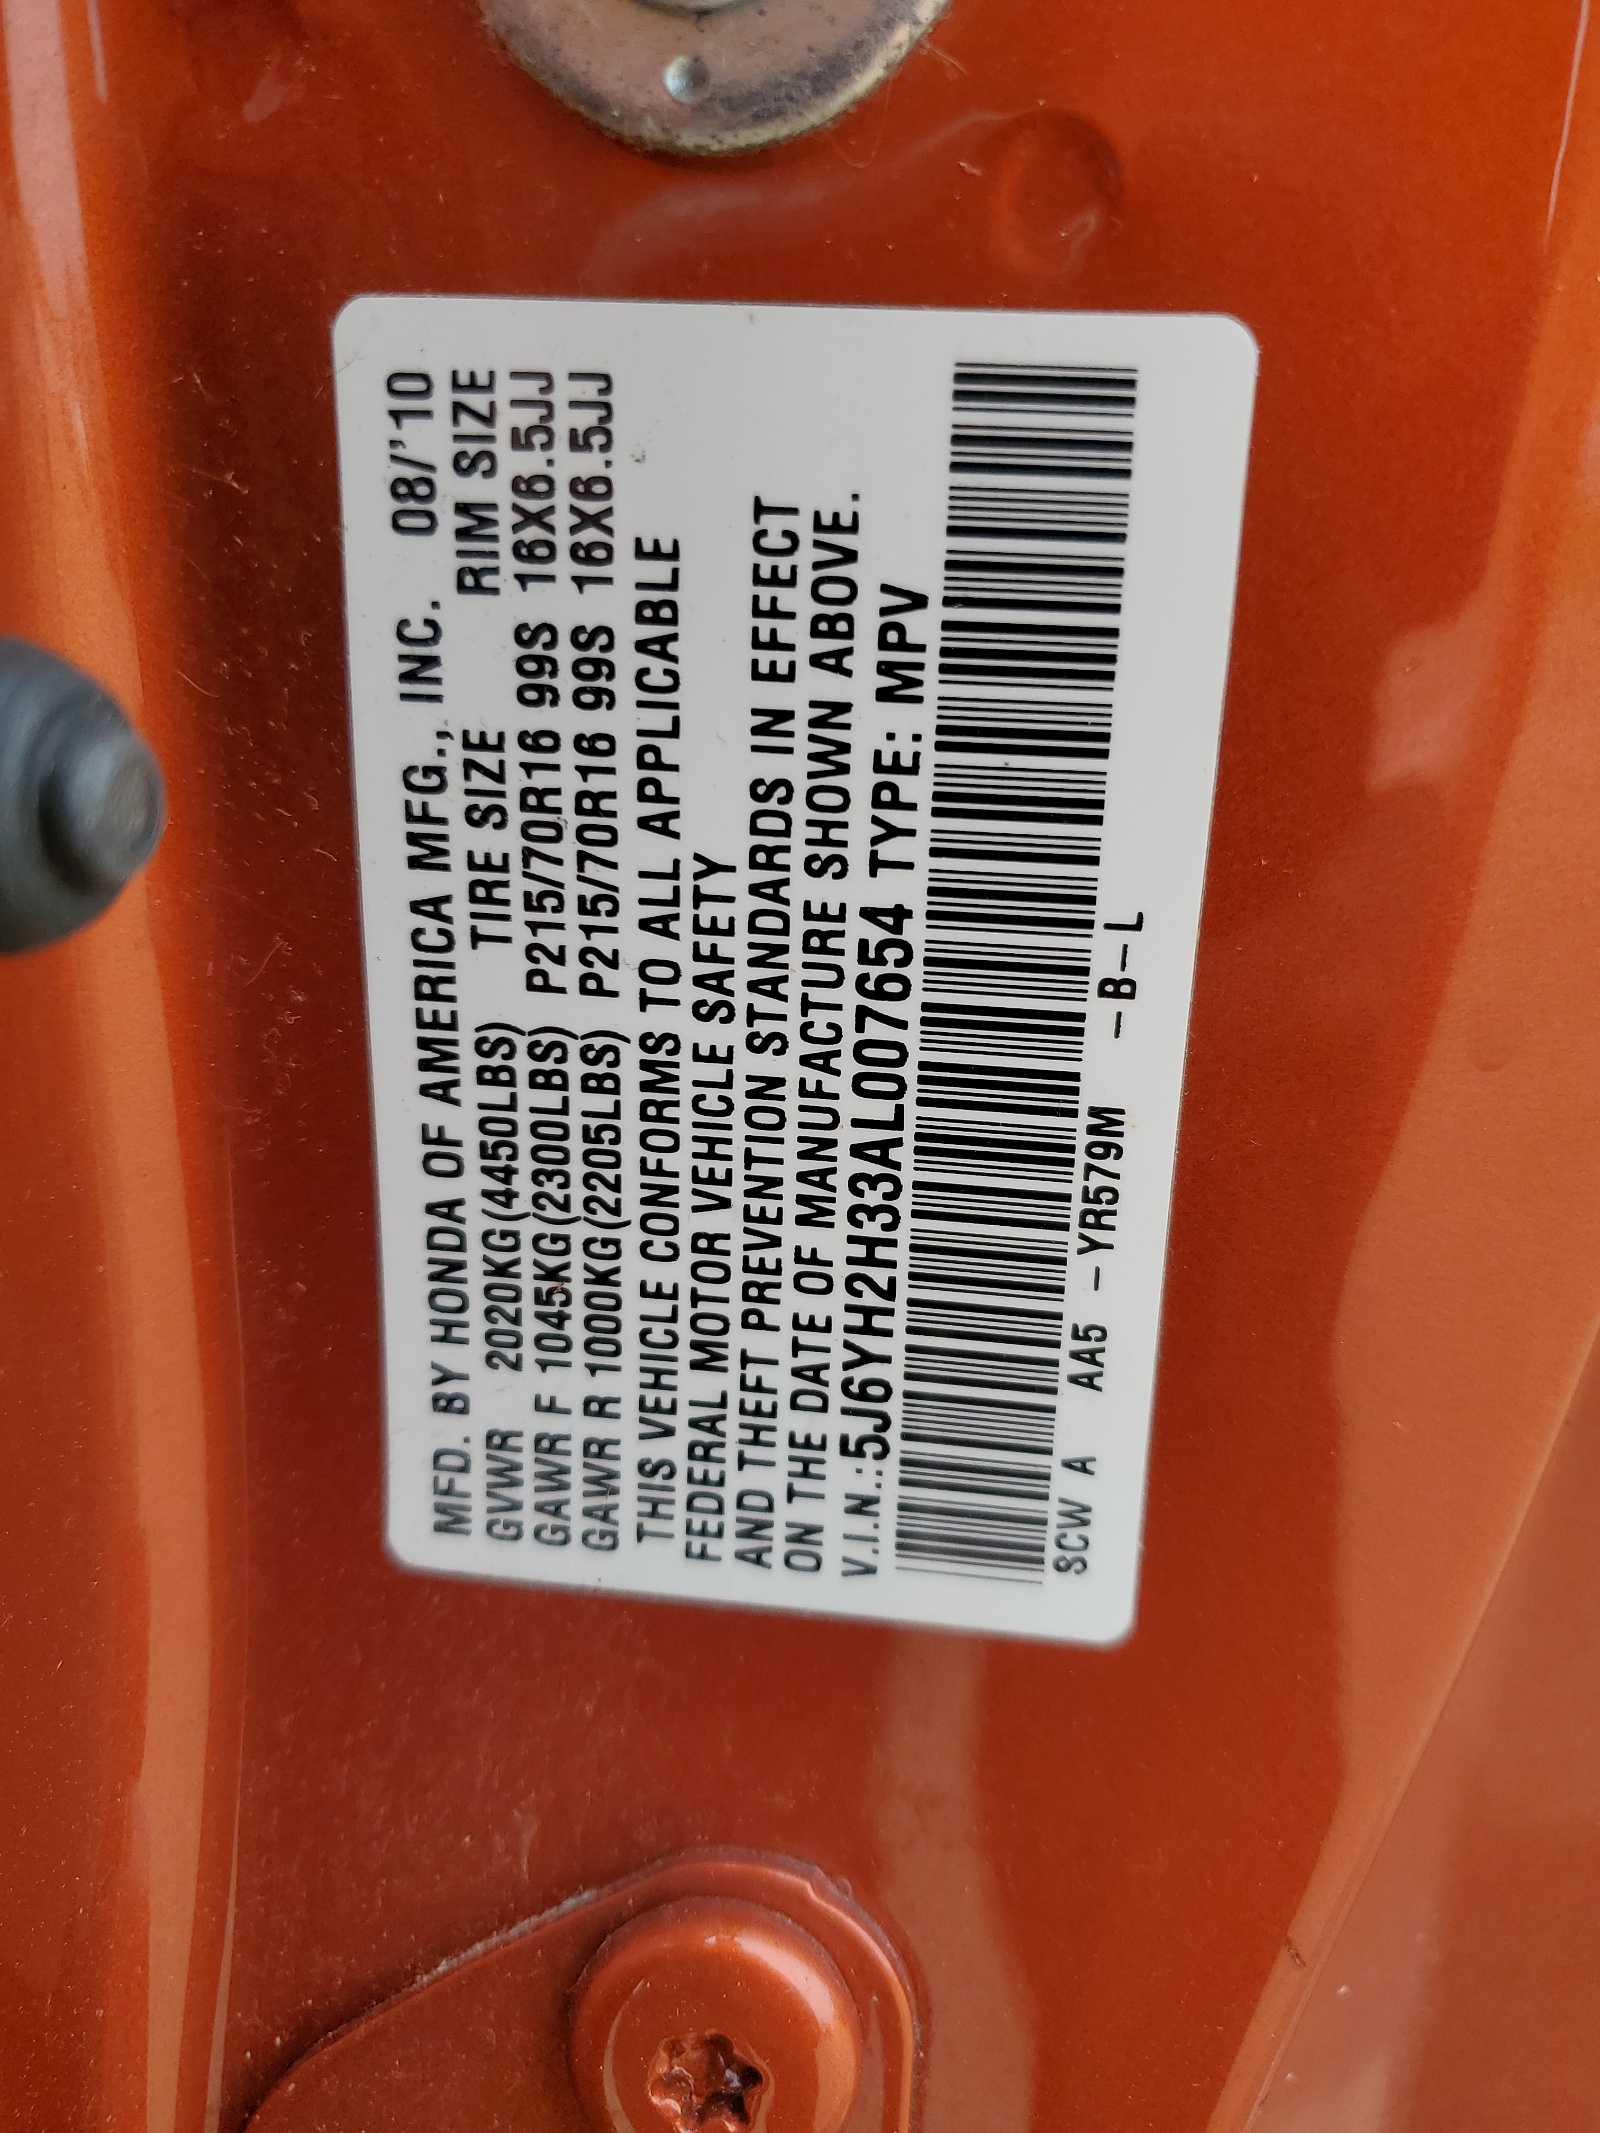 MFD. BY HONDA OF AMERICA MFG., INC. 08/'10
TIRE SIZE RIM SIZE
GVWR 2020KG(4450LBS)
GAWR F 1045KG(2300LBS) P215/70R16 99S 16X6.5JJ
GAWR R 1000KG(2205LBS) P215/70R16 99S 16X6.5JJ
THIS VEHICLE CONFORMS TO ALL APPLICABLE
FEDERAL MOTOR VEHICLE SAFETY
AND THEFT PREVENTION STANDARDS IN EFFECT
ON THE DATE OF MANUFACTURE SHOWN ABOVE.
V.I.N.:5J6YH2H33AL007654 TYPE: MPV
SCW A AA5 -YR579M -B-L